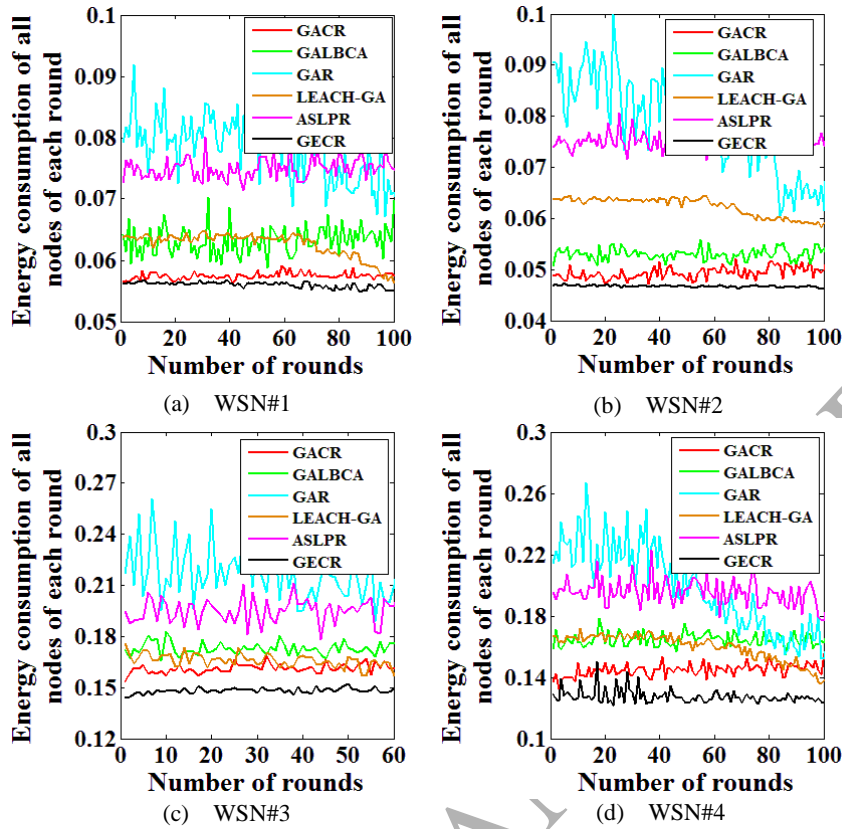 Energy consumption of all
nodes of each round
0.1
0.09
0.08
0.07
0.06
0.05
0 20 40 60 80 100
Number of rounds
GACR
GALBCA
GAR
LEACH-GA
ASLPR
GECR
(a) WSN#1
Energy consumption of all
nodes of each round
0.1
0.09
0.08
0.07
0.06
0.05
0.04
0 20 40 60 80 100
Number of rounds
GACR
GALBCA
GAR
LEACH-GA
ASLPR
GECR
(b) WSN#2
Energy consumption of all
nodes of each round
0.3
0.27
0.24
0.21
0.18
0.15
0.12
0 10 20 30 40 50 60
Number of rounds
GACR
GALBCA
GAR
LEACH-GA
ASLPR
GECR
(c) WSN#3
Energy consumption of all
nodes of each round
0.3
0.26
0.22
0.18
0.14
0.1
0 20 40 60 80 100
Number of rounds
GACR
GALBCA
GAR
LEACH-GA
ASLPR
GECR
(d) WSN#4